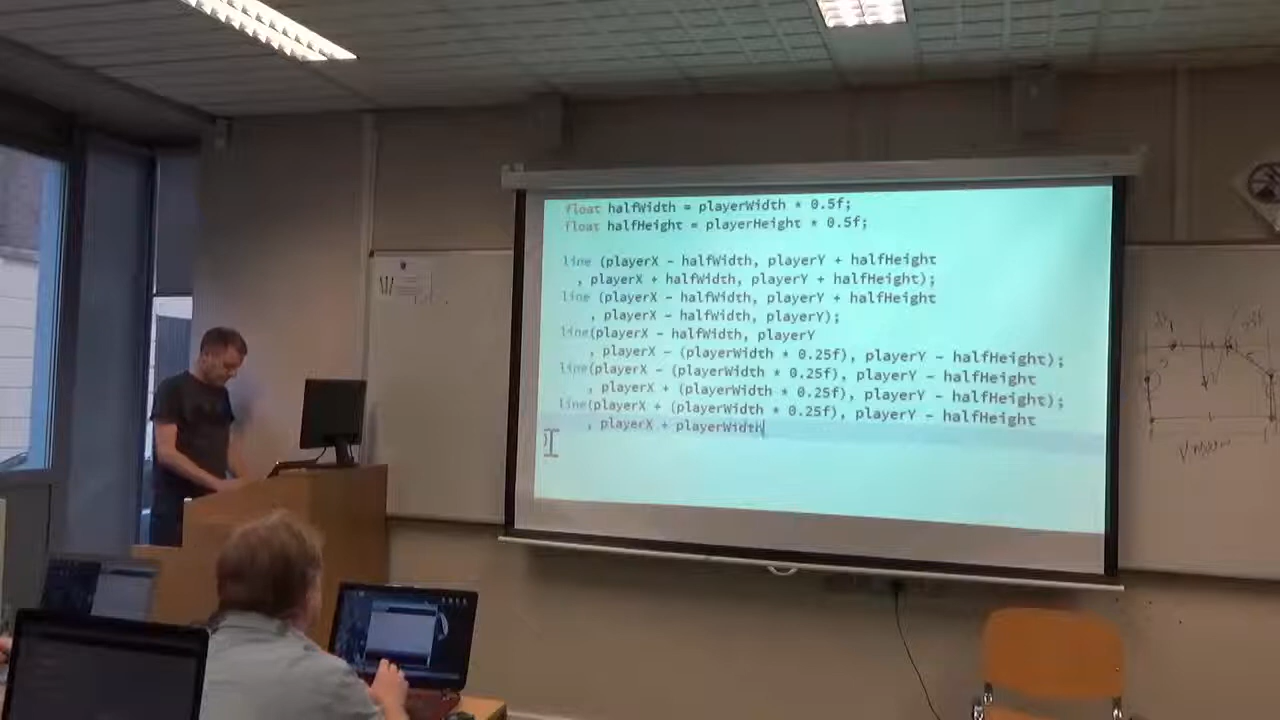 float halfWidth = playerWidth * 0.5f;
float halfHeight = playerHeight * 0.5f;
line (playerX - halfWidth, playerY + halfHeight
, playerX + halfWidth, playerY + halfHeight);
line (playerX - halfWidth, playerY + halfHeight
, playerX - halfWidth, playerY);
line(playerX - halfWidth, playerY
, playerX - (playerWidth * 0.25f), playerY - halfHeight);
line(playerX - (playerWidth * 0.25f), playerY - halfHeight
, playerX + (playerWidth * 0.25f), playerY - halfHeight);
line(playerX + (playerWidth * 0.25f), playerY - halfHeight
, playerX + playerWidth